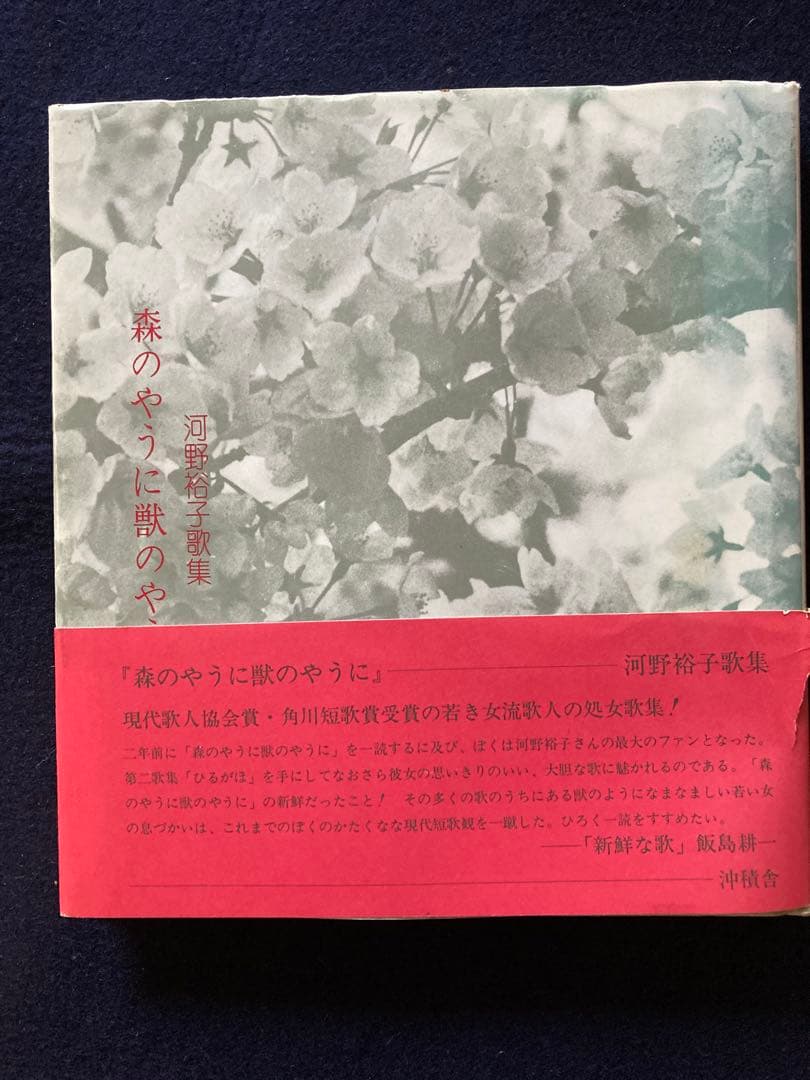 森のやうに獣のや
河野裕子歌集
『森のやうに獣のやうに』――河野裕子歌集
現代歌人協会賞・角川短歌賞受賞の若き女流歌人の処女歌集!
二年前に「森のやうに獣のやうに」を一読するに及び、ぼくは河野裕子さんの最大のファンとなった。
第二歌集「ひるがほ」を手にしてなおさら彼女の思いきりのいい、大胆な歌に魅かれるのである。「森
のやうに獣のやうに」の新鮮だったこと! その多くの歌のうちにある獣のようになまなましい若い女
の息づかいは、これまでのぼくのかたくなな現代短歌観を一蹴した。ひろく一読をすすめたい。
――「新鮮な歌」飯島耕一
――沖積舎